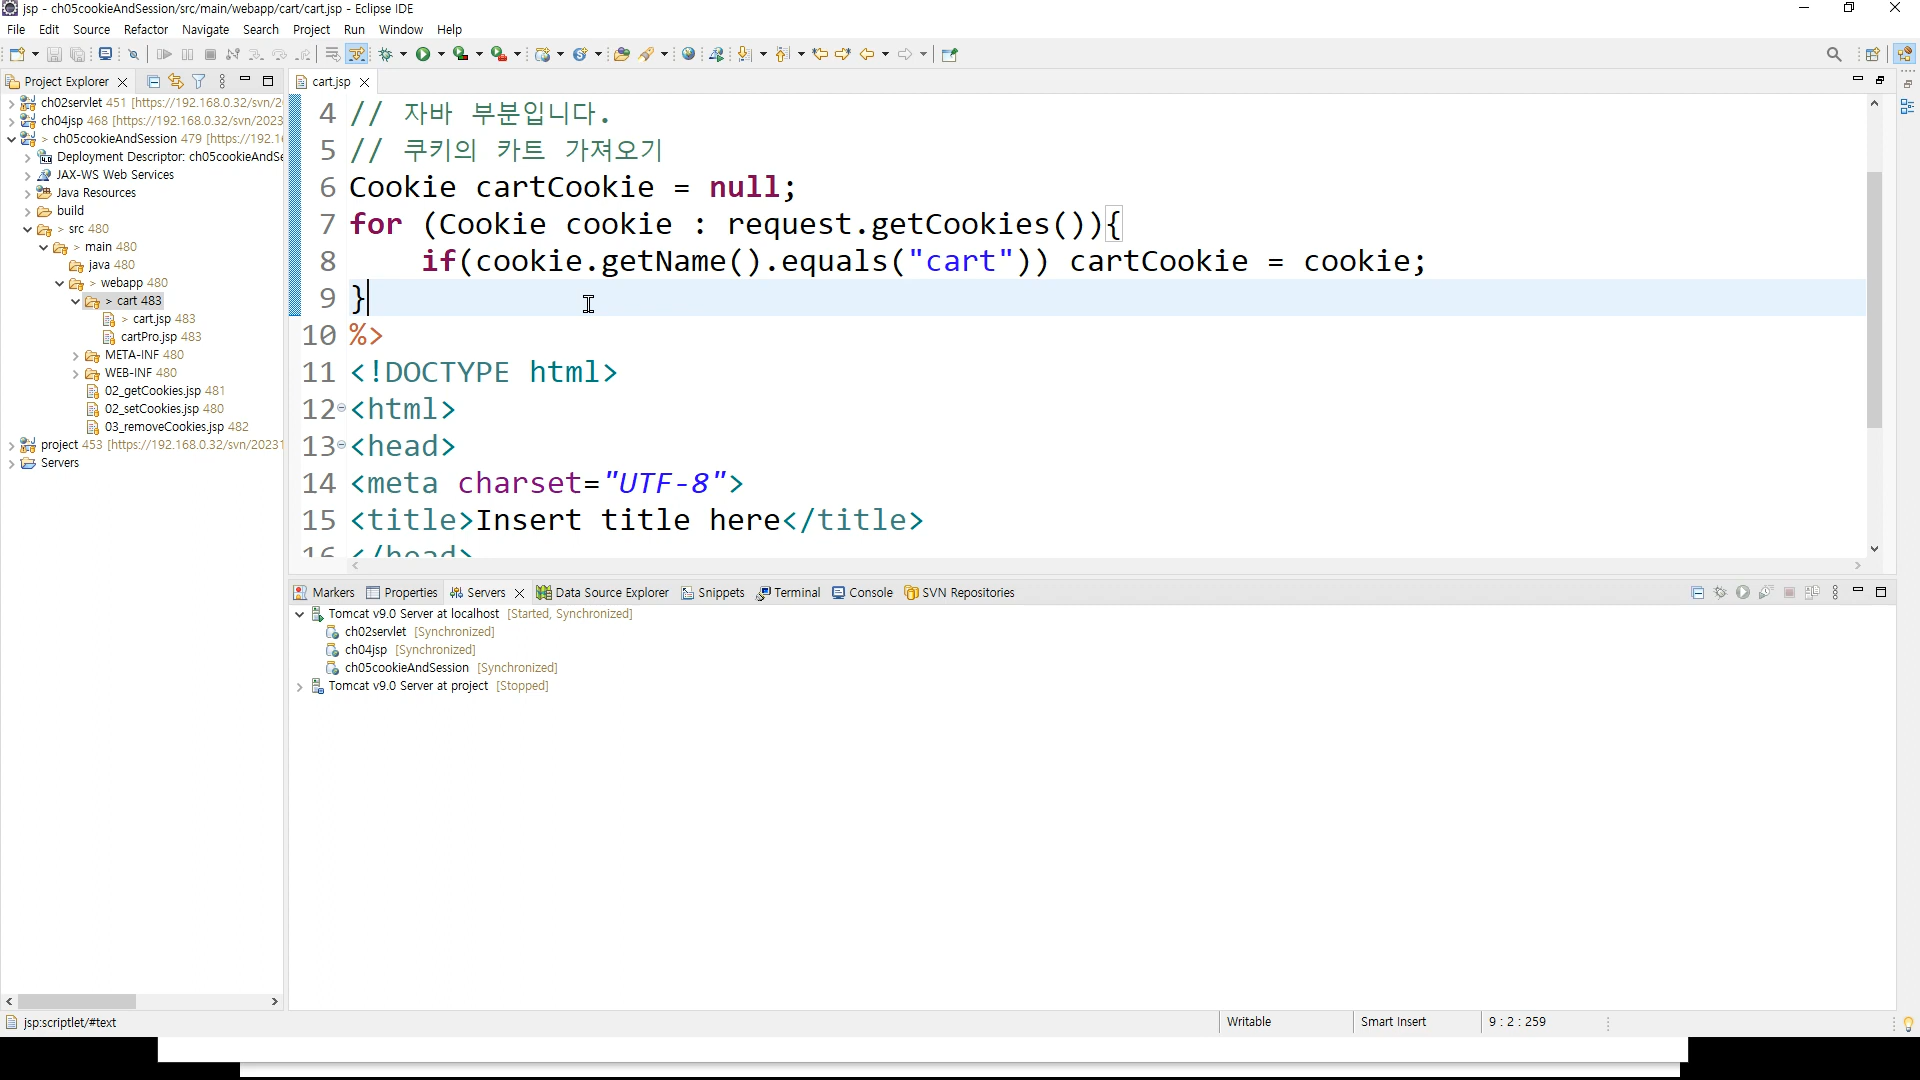 jsp - ch05cookieAndSession/src/main/webapp/cart/cart.jsp - Eclipse IDE
File Edit Source Refactor Navigate Search Project Run Window Help
Project Explorer
ch02servlet 451 [https://192.168.0.32/svn/2
ch04jsp 468 [https://192.168.0.32/svn/2023
> ch05cookieAndSession 479 [https://192.1
Deployment Descriptor: ch05cookieAndSe
JAX-WS Web Services
Java Resources
build
> src 480
> main 480
java 480
> webapp 480
> cart 483
> cart.jsp 483
cartPro.jsp 483
META-INF 480
WEB-INF 480
02_getCookies.jsp 481
02_setCookies.jsp 480
03_removeCookies.jsp 482
project 453 [https://192.168.0.32/svn/20231
Servers
cart.jsp
4 // 자바 부분입니다.
5 // 쿠키의 카트 가져오기
6 Cookie cartCookie = null;
7 for (Cookie cookie : request.getCookies()){
8 if(cookie.getName().equals("cart")) cartCookie = cookie;
9 }
10 %>
11 <!DOCTYPE html>
12 <html>
13 <head>
14 <meta charset="UTF-8">
15 <title>Insert title here</title>
16 </head>
Markers Properties Servers Data Source Explorer Snippets Terminal Console SVN Repositories
Tomcat v9.0 Server at localhost [Started, Synchronized]
ch02servlet [Synchronized]
ch04jsp [Synchronized]
ch05cookieAndSession [Synchronized]
Tomcat v9.0 Server at project [Stopped]
jsp:scriptlet/#text
Writable
Smart Insert
9 : 2 : 259